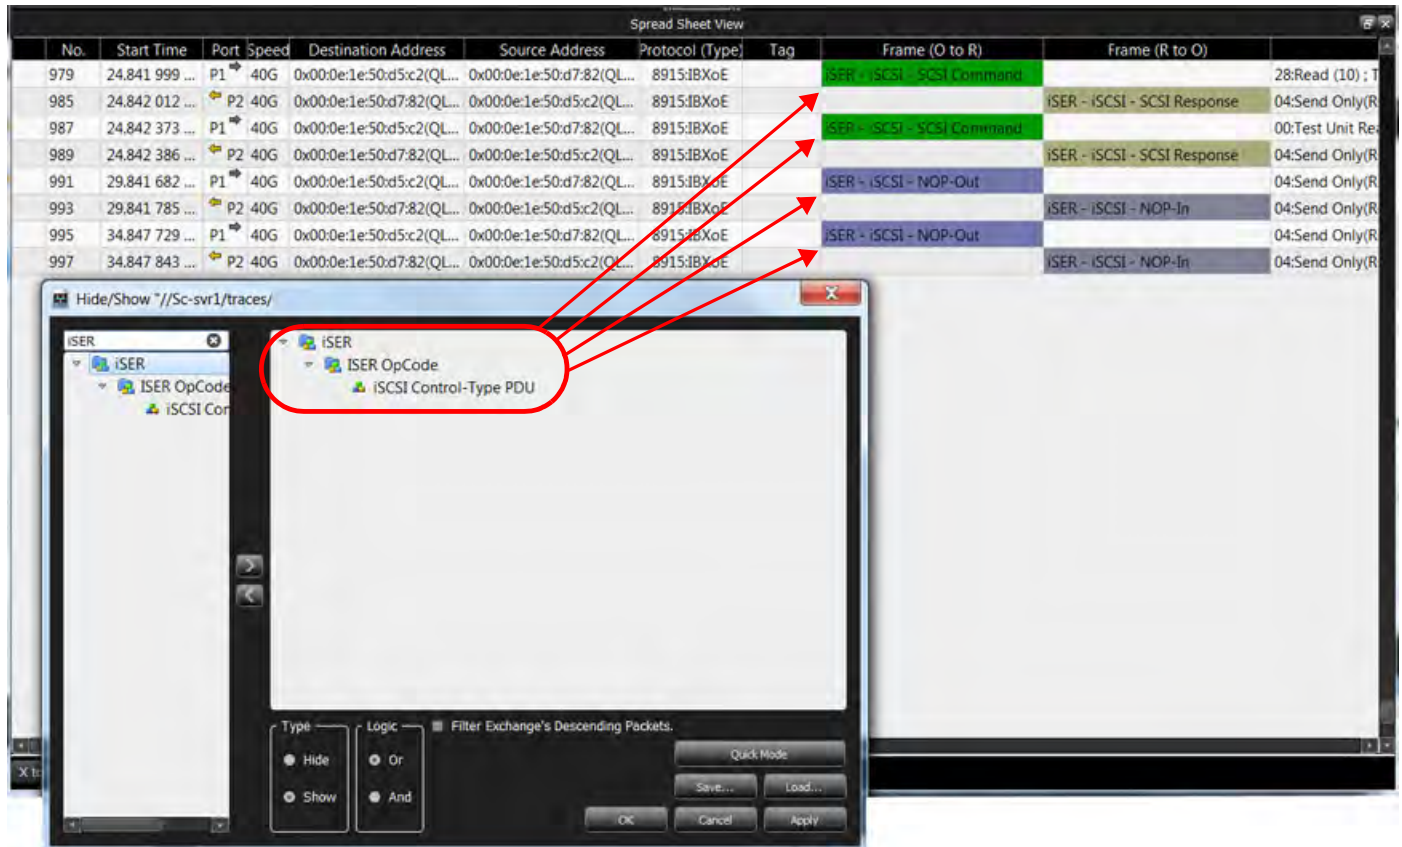 Spread Sheet View
No. Start Time Port Speed Destination Address Source Address Protocol (Type) Tag Frame (O to R) Frame (R to O)
979 24.841 999 ... P1 40G 0x00:0e:1e:50:d5:c2(QL... 0x00:0e:1e:50:d7:82(QL... 8915:IBXoE iSER - iSCSI - SCSI Command 28:Read (10) ; T
985 24.842 012 ... P2 40G 0x00:0e:1e:50:d7:82(QL... 0x00:0e:1e:50:d5:c2(QL... 8915:IBXoE iSER - iSCSI - SCSI Response 04:Send Only(R
987 24.842 373 ... P1 40G 0x00:0e:1e:50:d5:c2(QL... 0x00:0e:1e:50:d7:82(QL... 8915:IBXoE iSER - iSCSI - SCSI Command 00:Test Unit Rea
989 24.842 386 ... P2 40G 0x00:0e:1e:50:d7:82(QL... 0x00:0e:1e:50:d5:c2(QL... 8915:IBXoE iSER - iSCSI - SCSI Response 04:Send Only(R
991 29.841 682 ... P1 40G 0x00:0e:1e:50:d5:c2(QL... 0x00:0e:1e:50:d7:82(QL... 8915:IBXoE iSER - iSCSI - NOP-Out 04:Send Only(R
993 29.841 785 ... P2 40G 0x00:0e:1e:50:d7:82(QL... 0x00:0e:1e:50:d5:c2(QL... 8915:IBXoE iSER - iSCSI - NOP-In 04:Send Only(R
995 34.847 729 ... P1 40G 0x00:0e:1e:50:d5:c2(QL... 0x00:0e:1e:50:d7:82(QL... 8915:IBXoE iSER - iSCSI - NOP-Out 04:Send Only(R
997 34.847 843 ... P2 40G 0x00:0e:1e:50:d7:82(QL... 0x00:0e:1e:50:d5:c2(QL... 8915:IBXoE iSER - iSCSI - NOP-In 04:Send Only(R
Hide/Show "//Sc-svr1/traces/
iSER
iSER
ISER OpCode
iSCSI Con
iSER
ISER OpCode
iSCSI Control-Type PDU
Type Logic Filter Exchange's Descending Packets.
Hide Or Quick Mode
Show And Save... Load...
OK Cancel Apply